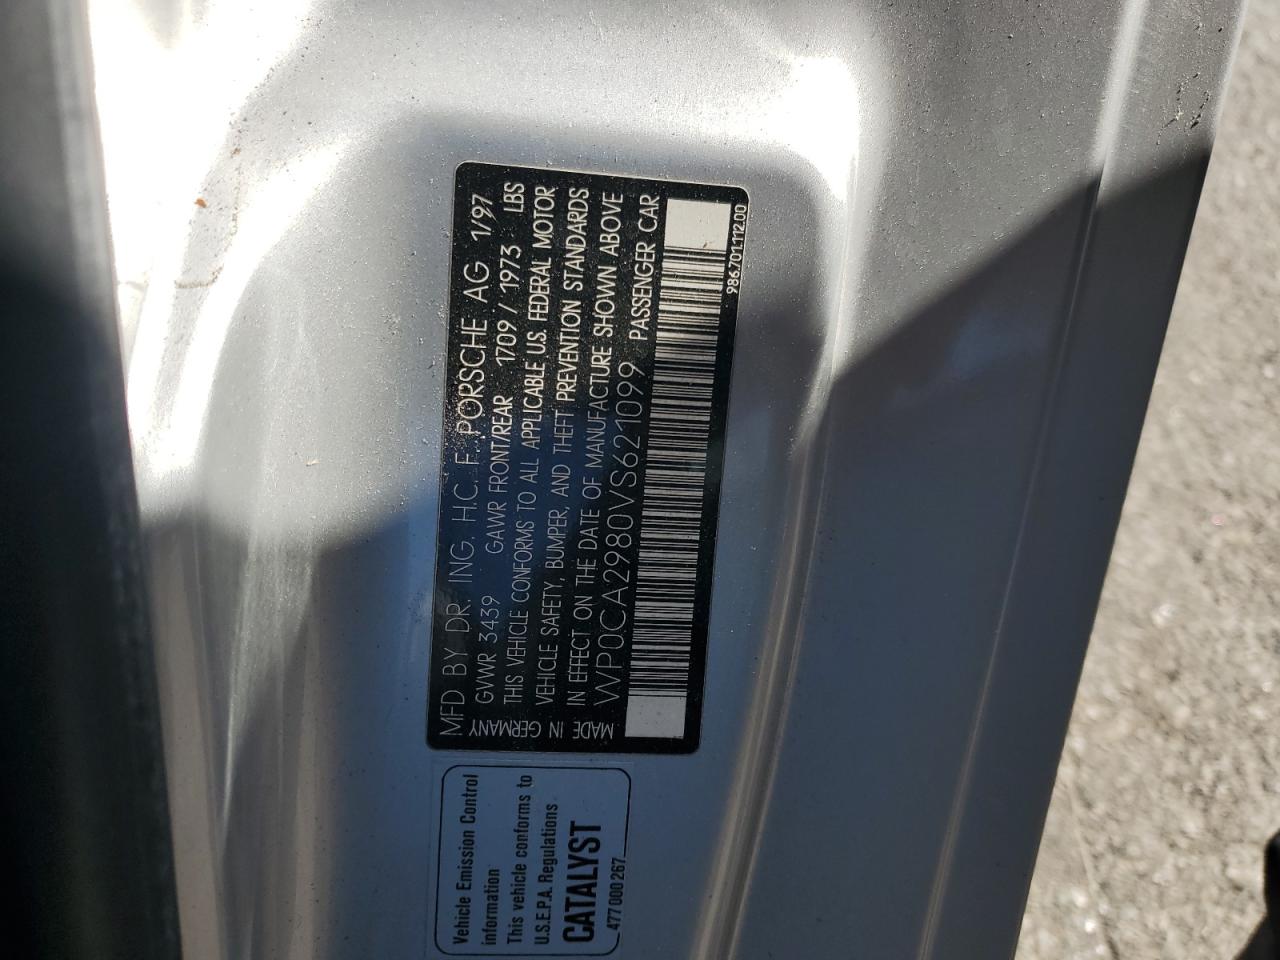 MFD BY DR. ING. H.C. F. PORSCHE AG 1/97
GVWR 3439 GAWR FRONT/REAR 1709 / 1973 LBS
THIS VEHICLE CONFORMS TO ALL APPLICABLE U.S. FEDERAL MOTOR
VEHICLE SAFETY, BUMPER, AND THEFT PREVENTION STANDARDS
IN EFFECT ON THE DATE OF MANUFACTURE SHOWN ABOVE
WP0CA2980VS621099 PASSENGER CAR
MADE IN GERMANY
986.701.112.00
Vehicle Emission Control
information
This vehicle conforms to
U.S.E.P.A. Regulations
CATALYST
477 000 267